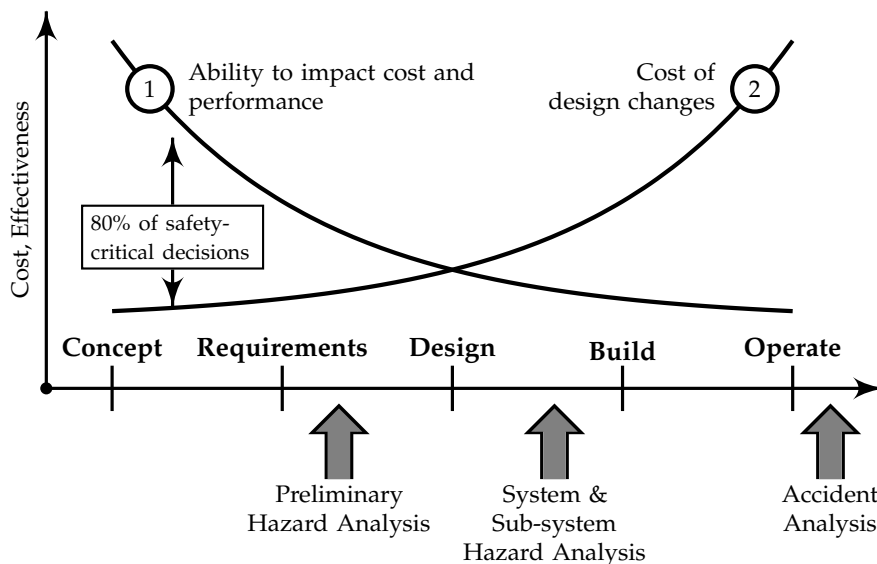 1
Ability to impact cost and
performance
Cost of
design changes
2
Cost, Effectiveness
80% of safety-
critical decisions
Concept
Requirements
Design
Build
Operate
Preliminary
Hazard Analysis
System &
Sub-system
Hazard Analysis
Accident
Analysis